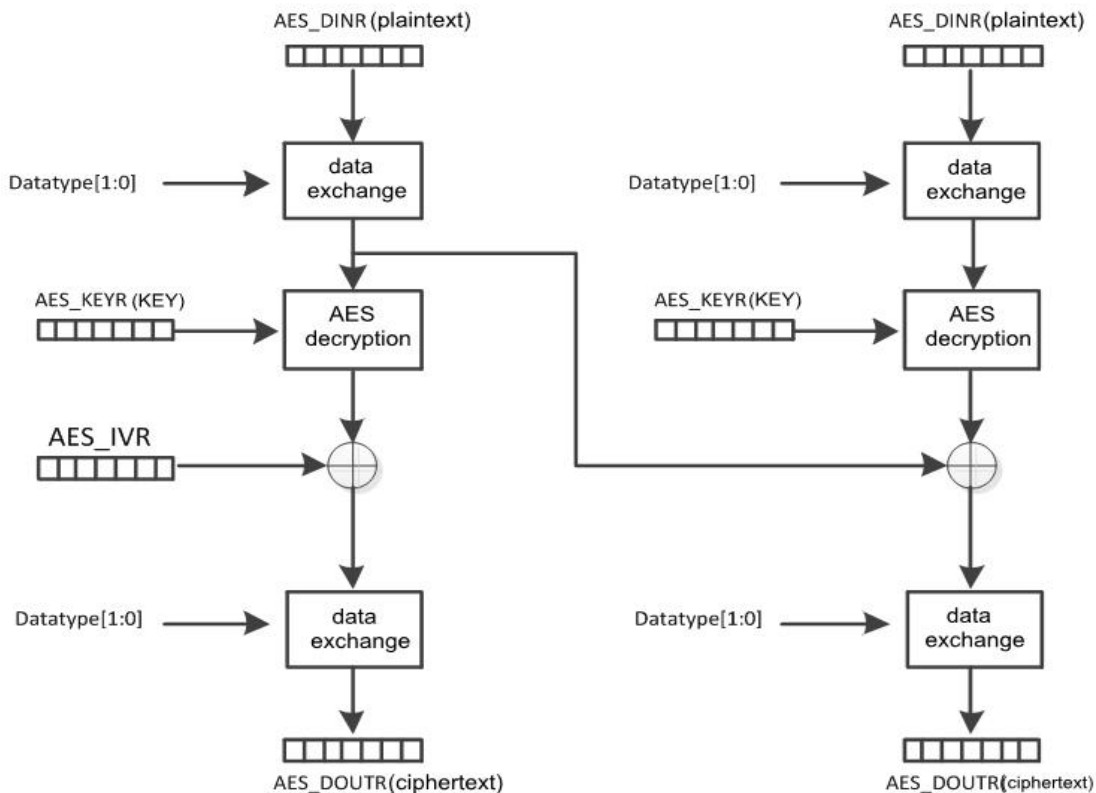 AES_DINR(plaintext)
AES_DINR(plaintext)
data
exchange
Datatype[1:0]
data
exchange
Datatype[1:0]
AES_KEYR(KEY)
AES
decryption
AES_KEYR(KEY)
AES
decryption
AES_IVR
Datatype[1:0]
data
exchange
Datatype[1:0]
data
exchange
AES_DOUTR(ciphertext)
AES_DOUTR(ciphertext)